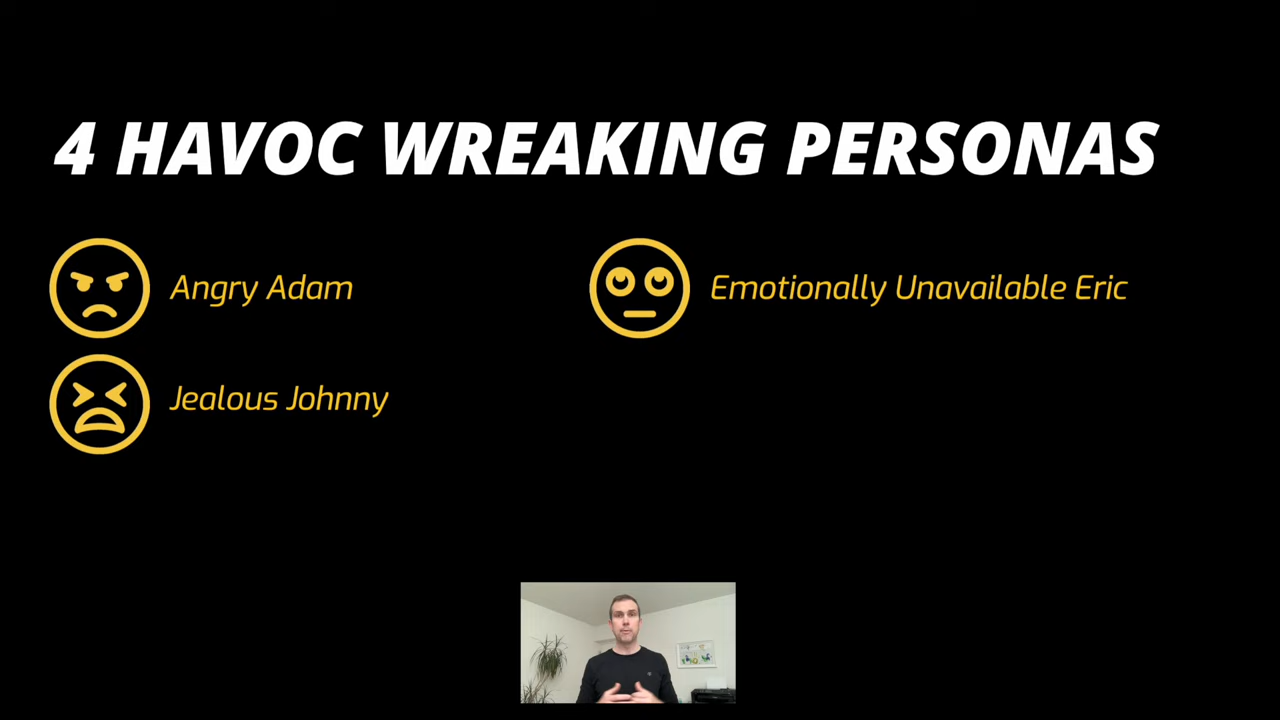 4 HAVOC WREAKING PERSONAS
Angry Adam
Emotionally Unavailable Eric
Jealous Johnny